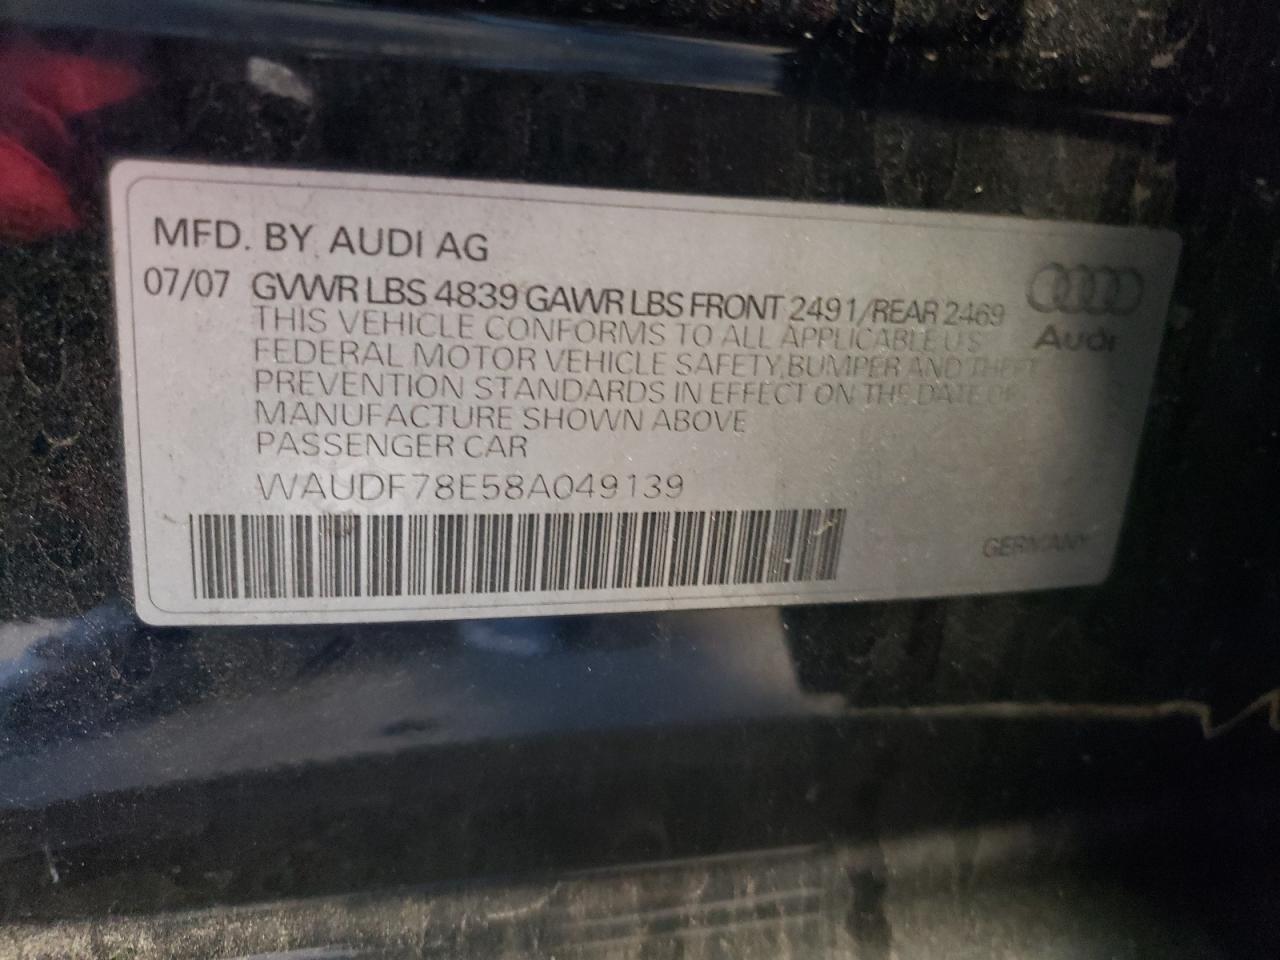 MFD. BY AUDI AG
07/07 GVWR LBS 4839 GAWR LBS FRONT 2491/REAR 2469
THIS VEHICLE CONFORMS TO ALL APPLICABLE US
FEDERAL MOTOR VEHICLE SAFETY,BUMPER AND THEFT
PREVENTION STANDARDS IN EFFECT ON THE DATE OF
MANUFACTURE SHOWN ABOVE
PASSENGER CAR
WAUDF78E58A049139
Audi
GERMANY